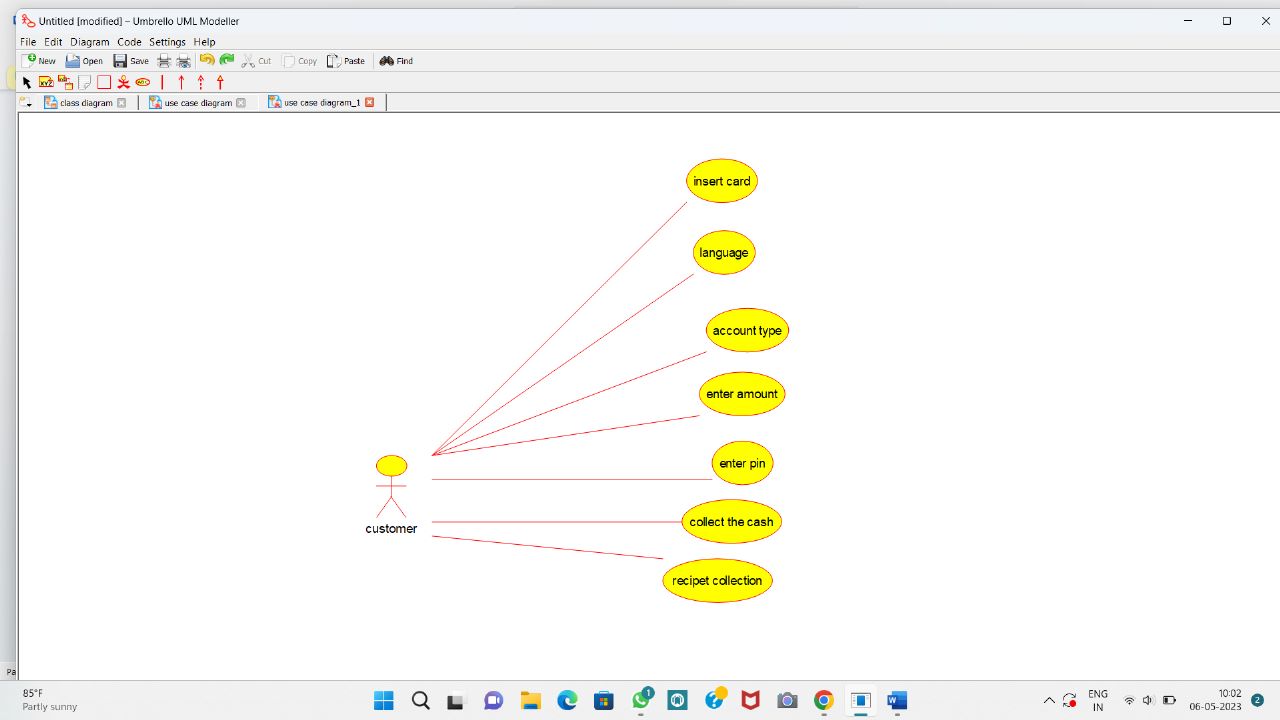 Untitled [modified] – Umbrello UML Modeller
File Edit Diagram Code Settings Help
New Open Save Cut Copy Paste Find
class diagram use case diagram use case diagram_1
insert card
language
account type
enter amount
enter pin
customer
collect the cash
recipet collection
Pa
85°F
Partly sunny
1
ENG
IN
10:02
06-05-2023
2